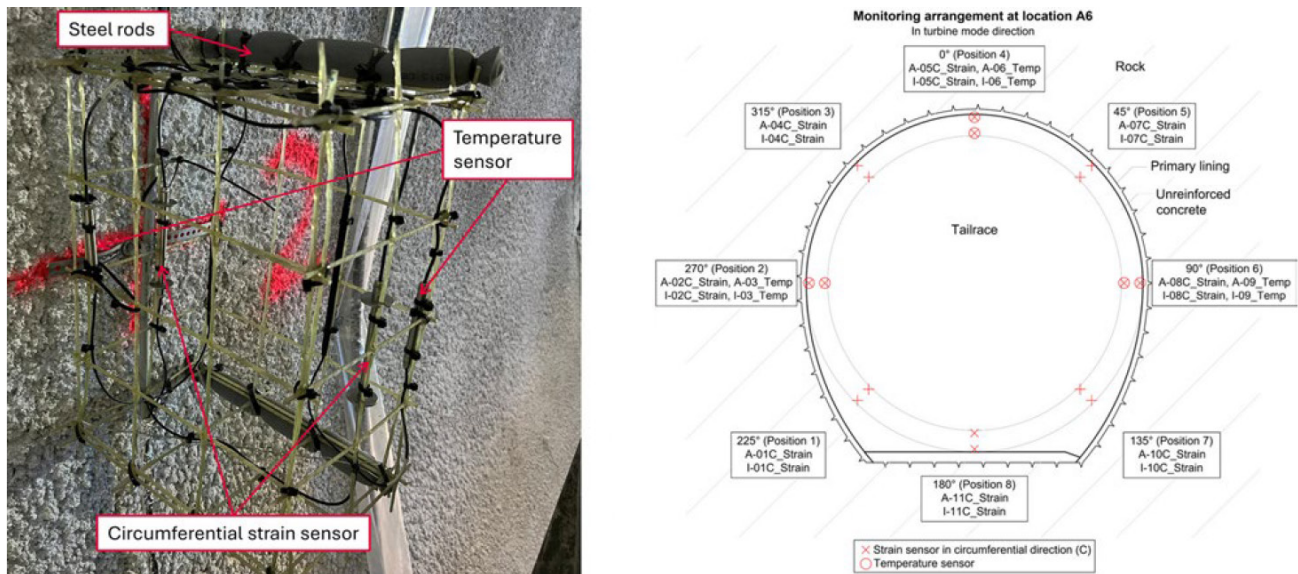 Steel rods
Temperature
sensor
Circumferential strain sensor
Monitoring arrangement at location A6
In turbine mode direction
0° (Position 4)
A-05C_Strain, A-06_Temp
I-05C_Strain, I-06_Temp
Rock
315° (Position 3)
A-04C_Strain
I-04C_Strain
45° (Position 5)
A-07C_Strain
I-07C_Strain
Primary lining
Unreinforced
concrete
Tailrace
270° (Position 2)
A-02C_Strain, A-03_Temp
I-02C_Strain, I-03_Temp
90° (Position 6)
A-08C_Strain, A-09_Temp
I-08C_Strain, I-09_Temp
225° (Position 1)
A-01C_Strain
I-01C_Strain
135° (Position 7)
A-10C_Strain
I-10C_Strain
180° (Position 8)
A-11C_Strain
I-11C_Strain
Strain sensor in circumferential direction (C)
Temperature sensor